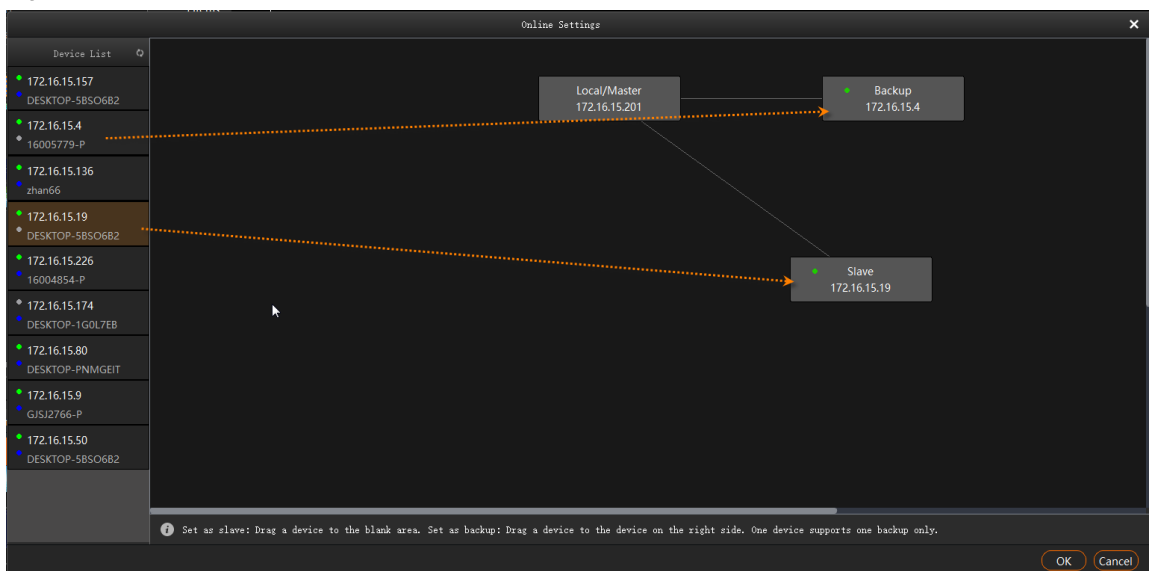 Online Settings
Device List
172.16.15.157
DESKTOP-5BSO6B2
172.16.15.4
16005779-P
172.16.15.136
zhan66
172.16.15.19
DESKTOP-5BSO6B2
172.16.15.226
16004854-P
172.16.15.174
DESKTOP-1G0L7EB
172.16.15.80
DESKTOP-PNMGEIT
172.16.15.9
GJSJ2766-P
172.16.15.50
DESKTOP-5BSO6B2
Local/Master
172.16.15.201
Backup
172.16.15.4
Slave
172.16.15.19
Set as slave: Drag a device to the blank area. Set as backup: Drag a device to the device on the right side. One device supports one backup only.
OK
Cancel